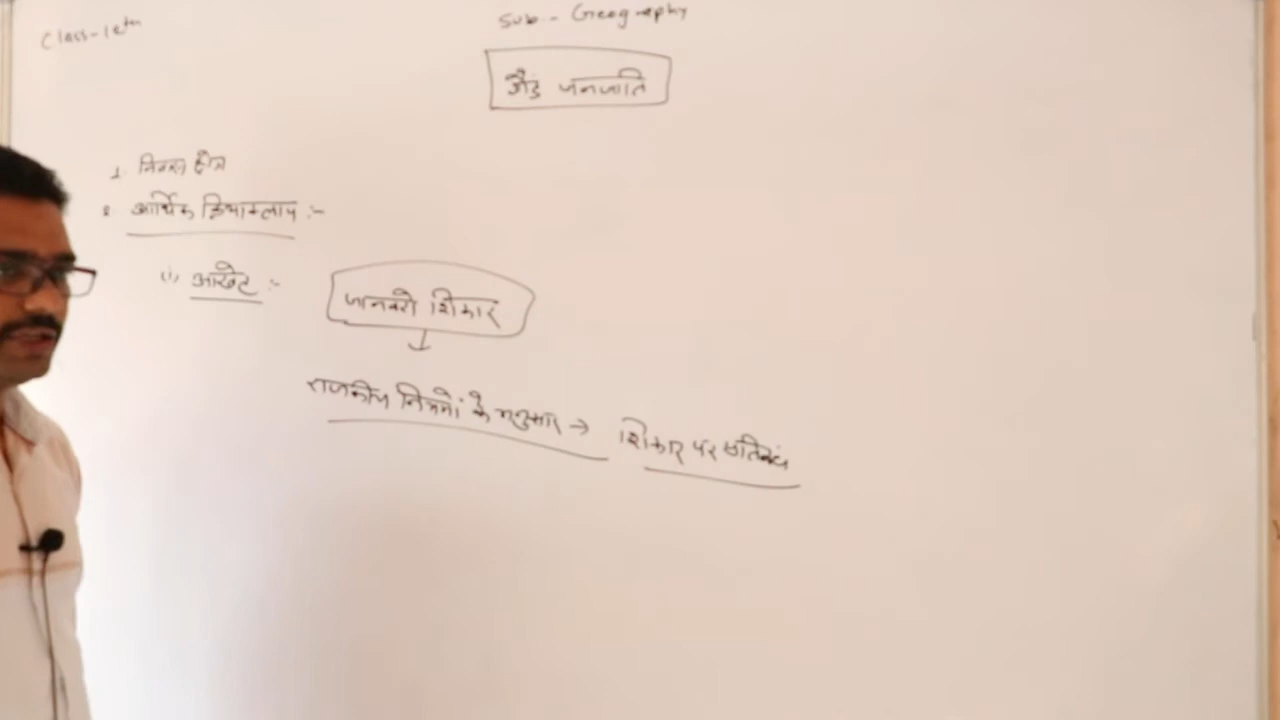 Class-10th
Sub - Geography
गोंड जनजाति
1. निवास क्षेत्र
2. आर्थिक क्रियाकलाप :-
(i) आखेट :-
जानवरो शिकार
राजकीय नियमों के अनुसार → शिकार पर प्रतिबंध